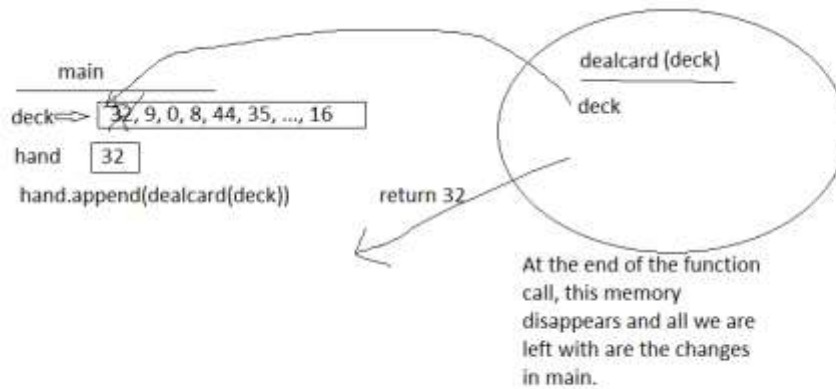 dealcard (deck)
main
deck
deck
32, 9, 0, 8, 44, 35, ..., 16
hand
32
hand.append(dealcard(deck))
return 32
At the end of the function
call, this memory
disappears and all we are
left with are the changes
in main.